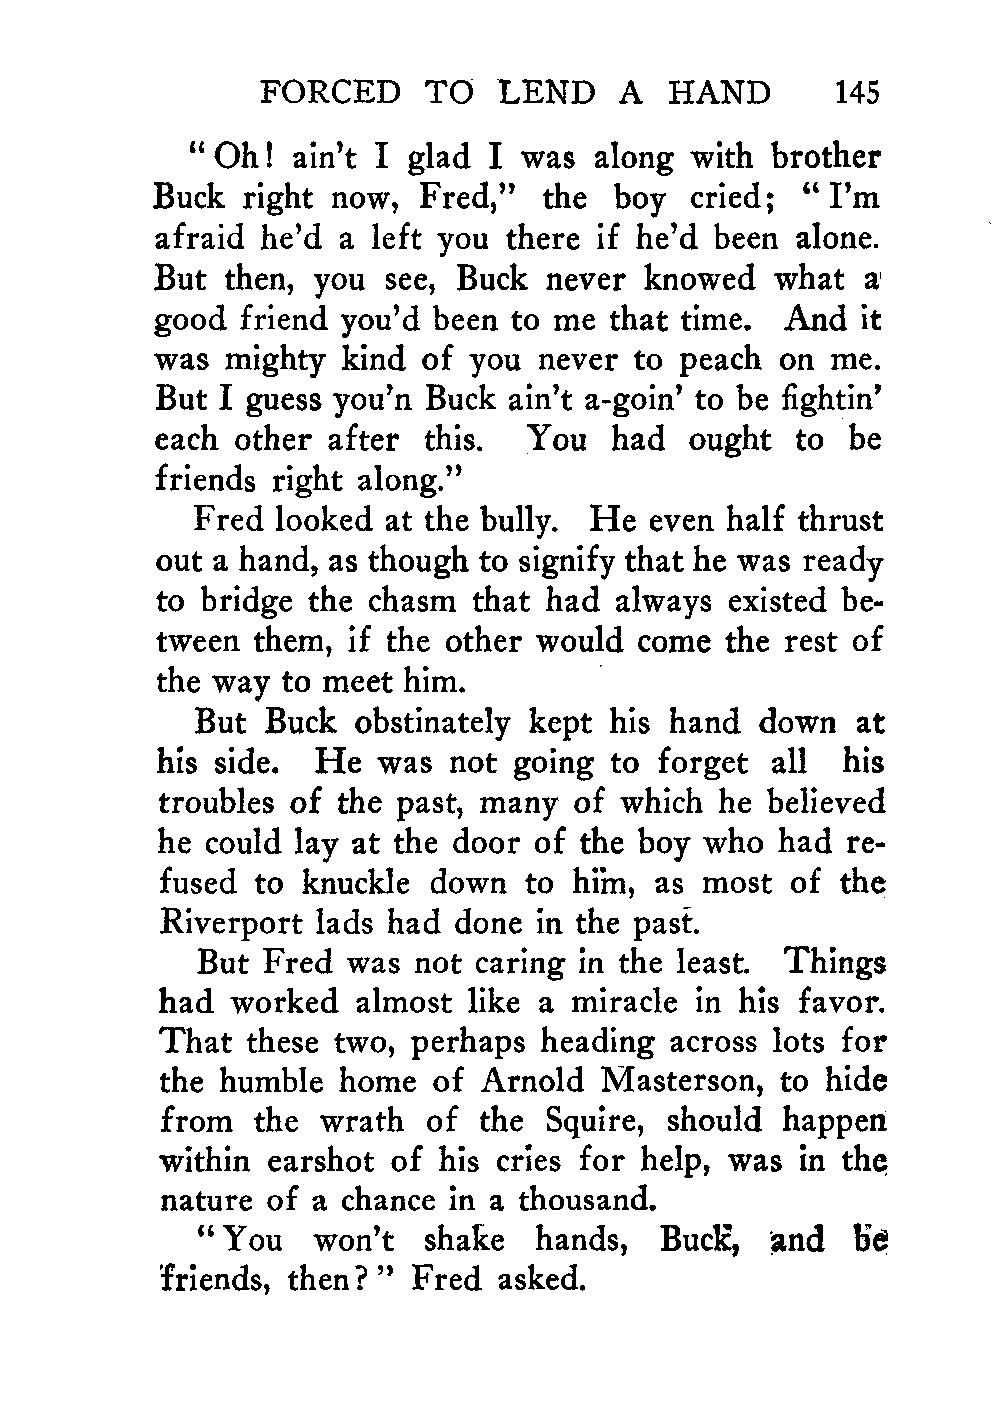 FORCED TO LEND A HAND 145
“Oh! ain’t I glad I was along with brother
Buck right now, Fred,” the boy cried; “I’m
afraid he’d a left you there if he’d been alone.
But then, you see, Buck never knowed what a
good friend you’d been to me that time. And it
was mighty kind of you never to peach on me.
But I guess you’n Buck ain’t a-goin’ to be fightin’
each other after this. You had ought to be
friends right along.”
Fred looked at the bully. He even half thrust
out a hand, as though to signify that he was ready
to bridge the chasm that had always existed be-
tween them, if the other would come the rest of
the way to meet him.
But Buck obstinately kept his hand down at
his side. He was not going to forget all his
troubles of the past, many of which he believed
he could lay at the door of the boy who had re-
fused to knuckle down to him, as most of the
Riverport lads had done in the past.
But Fred was not caring in the least. Things
had worked almost like a miracle in his favor.
That these two, perhaps heading across lots for
the humble home of Arnold Masterson, to hide
from the wrath of the Squire, should happen
within earshot of his cries for help, was in the
nature of a chance in a thousand.
“You won’t shake hands, Buck, and be
friends, then?” Fred asked.